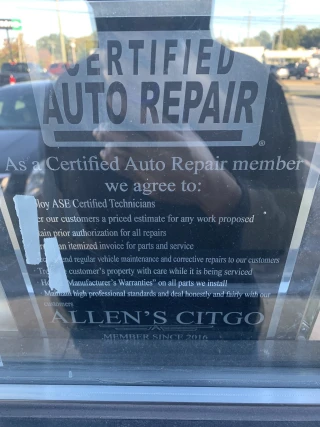 CERTIFIED
AUTO REPAIR®
As a Certified Auto Repair member
we agree to:
loy ASE Certified Technicians
er our customers a priced estimate for any work proposed
ain prior authorization for all repairs
an itemized invoice for parts and service
and regular vehicle maintenance and corrective repairs to our customers
customer's property with care while it is being serviced
Manufacturer's Warranties" on all parts we install
Maintain high professional standards and deal honestly and fairly with our
customers
ALLEN'S CITGO
MEMBER SINCE 2016